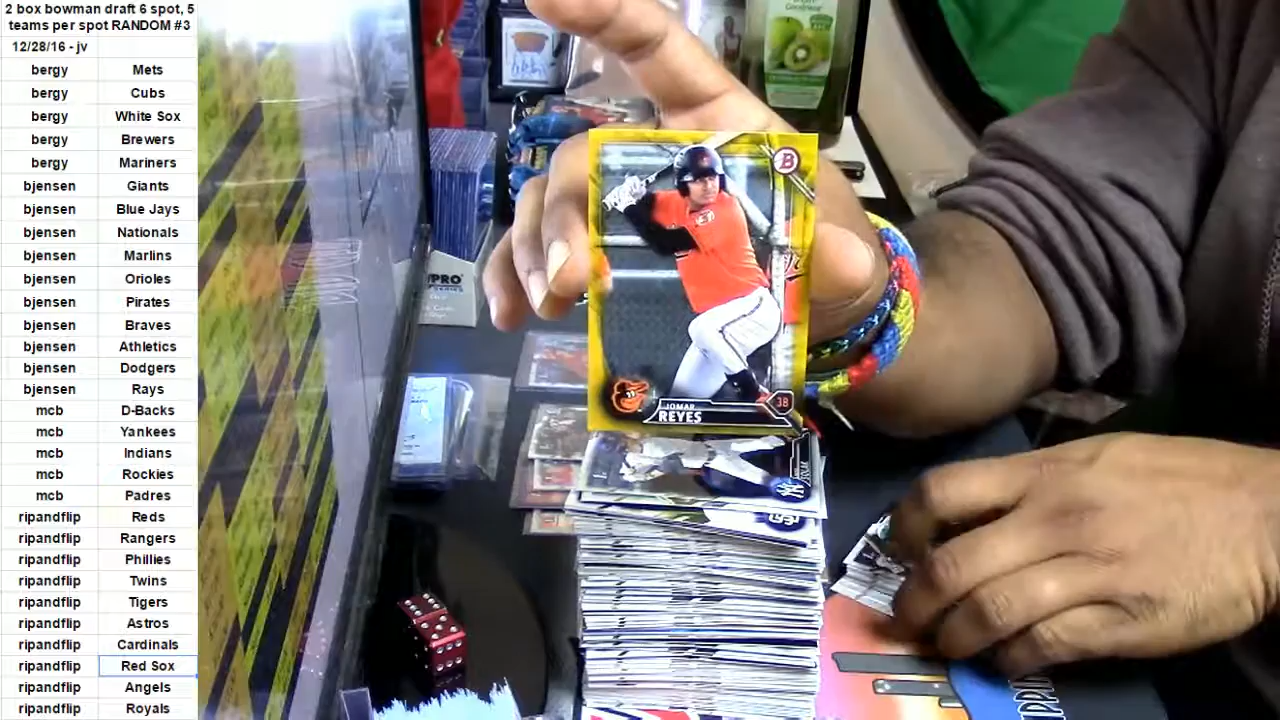 2 box bowman draft 6 spot, 5
teams per spot RANDOM #3
12/28/16 - jv
bergy Mets
bergy Cubs
bergy White Sox
bergy Brewers
bergy Mariners
bjensen Giants
bjensen Blue Jays
bjensen Nationals
bjensen Marlins
bjensen Orioles
bjensen Pirates
bjensen Braves
bjensen Athletics
bjensen Dodgers
bjensen Rays
mcb D-Backs
mcb Yankees
mcb Indians
mcb Rockies
mcb Padres
ripandflip Reds
ripandflip Rangers
ripandflip Phillies
ripandflip Twins
ripandflip Tigers
ripandflip Astros
ripandflip Cardinals
ripandflip Red Sox
ripandflip Angels
ripandflip Royals
B
JOMAR
REYES
38
PRO